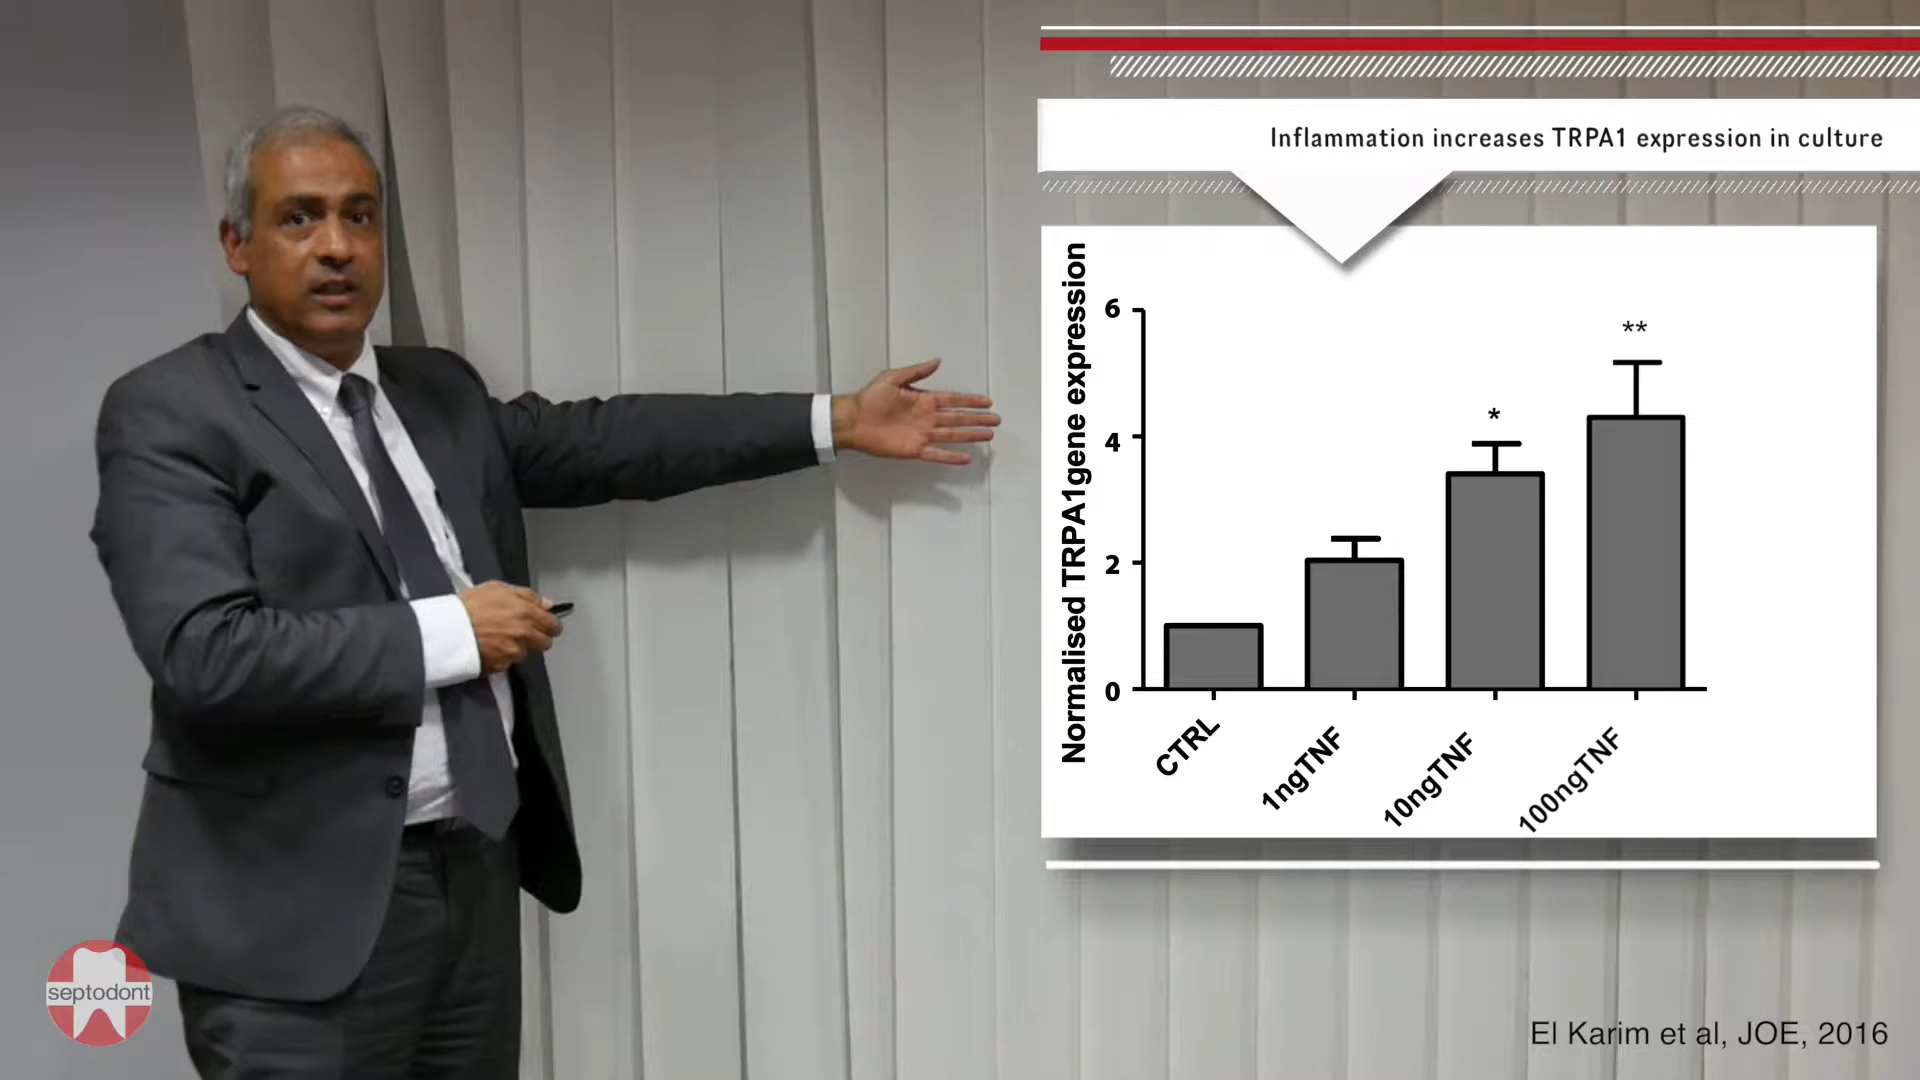 Inflammation increases TRPA1 expression in culture
Normalised TRPA1gene expression
6
4
2
0
*
**
CTRL
1ngTNF
10ngTNF
100ngTNF
septodont
El Karim et al, JOE, 2016